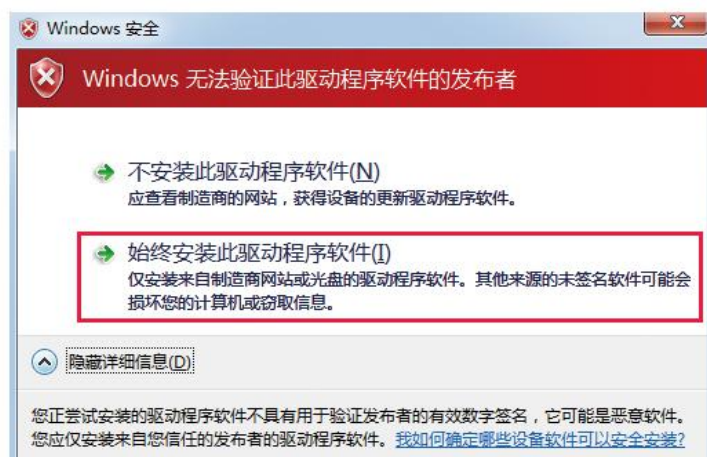 Windows 安全
Windows 无法验证此驱动程序软件的发布者
不安装此驱动程序软件(N)
应查看制造商的网站，获得设备的更新驱动程序软件。
始终安装此驱动程序软件(I)
仅安装来自制造商网站或光盘的驱动程序软件。其他来源的未签名软件可能会
损坏您的计算机或窃取信息。
隐藏详细信息(D)
您正尝试安装的驱动程序软件不具有用于验证发布者的有效数字签名，它可能是恶意软件。
您应仅安装来自您信任的发布者的驱动程序软件。我如何确定哪些设备软件可以安全安装?